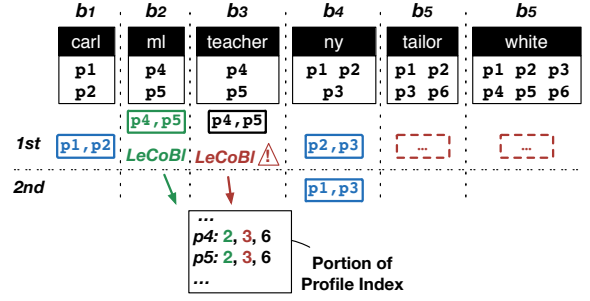 b1 b2 b3 b4 b5 b5
carl ml teacher ny tailor white
p1 p4 p4 p1 p2 p1 p2 p1 p2 p3
p2 p5 p5 p3 p3 p6 p4 p5 p6
p4,p5 p4,p5
1st p1,p2 p2,p3 ... ...
LeCoBl LeCoBl !
2nd p1,p3
...
p4: 2, 3, 6
p5: 2, 3, 6
...
Portion of
Profile Index